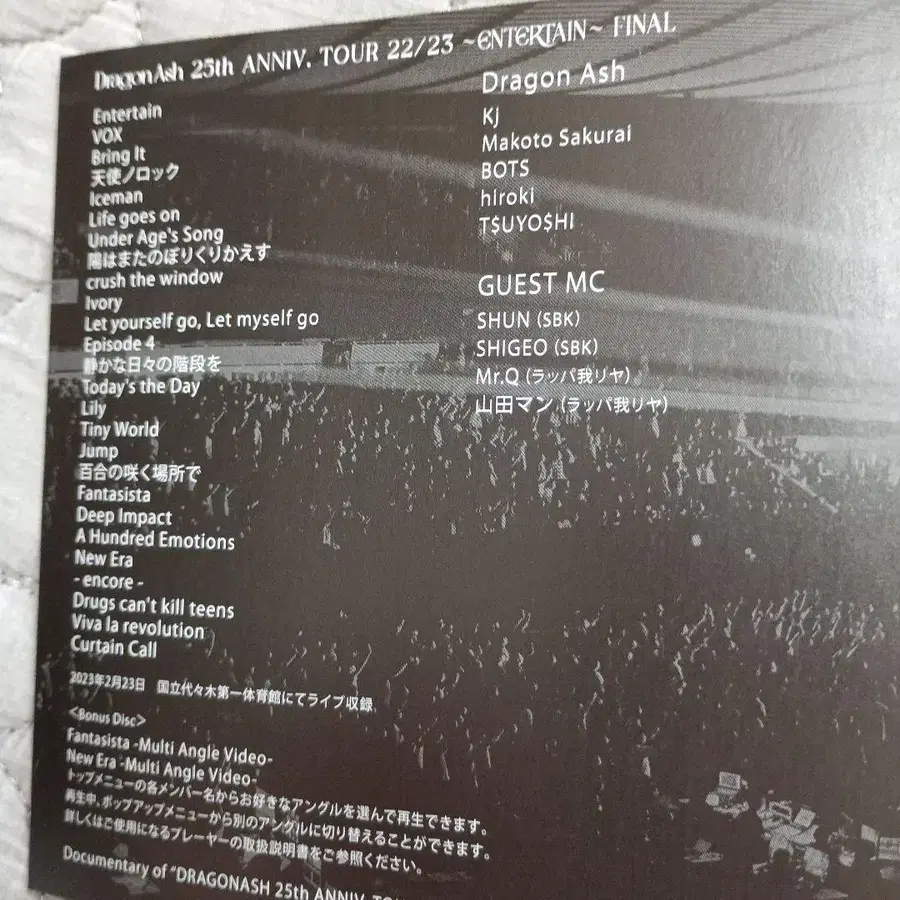 Dragon Ash 25th ANNIV. TOUR 22/23 ~ENTERTAIN~ FINAL
Entertain
VOX
Bring It
天使ノロック
Iceman
Life goes on
Under Age's Song
陽はまたのぼりくりかえす
crush the window
Ivory
Let yourself go, Let myself go
Episode 4
静かな日々の階段を
Today's the Day
Lily
Tiny World
Jump
百合の咲く場所で
Fantasista
Deep Impact
A Hundred Emotions
New Era
- encore -
Drugs can't kill teens
Viva la revolution
Curtain Call
2023年2月23日 国立代々木第一体育館にてライブ収録
<Bonus Disc>
Fantasista -Multi Angle Video-
New Era -Multi Angle Video-
トップメニューの各メンバー名からお好きなアングルを選んで再生できます。
再生中、ポップアップメニューから別のアングルに切り替えることができます。
詳しくはご使用になるプレーヤーの取扱説明書をご参照ください。
Documentary of "DRAGONASH 25th ANNIV. TO
Dragon Ash
KJ
Makoto Sakurai
BOTS
hiroki
T$UYO$HI
GUEST MC
SHUN (SBK)
SHIGEO (SBK)
Mr.Q (ラッパ我リヤ)
山田マン (ラッパ我リヤ)